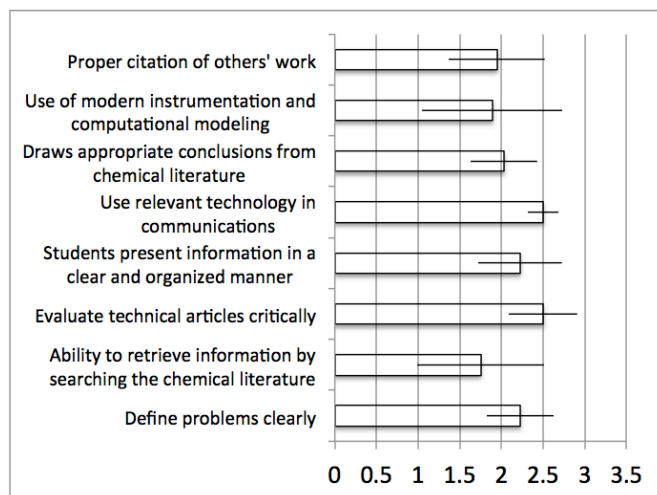 Proper citation of others' work
Use of modern instrumentation and
computational modeling
Draws appropriate conclusions from
chemical literature
Use relevant technology in
communications
Students present information in a
clear and organized manner
Evaluate technical articles critically
Ability to retrieve information by
searching the chemical literature
Define problems clearly
0 0.5 1 1.5 2 2.5 3 3.5